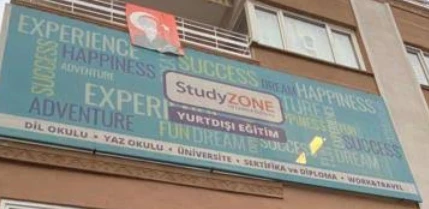 EXPERIENCE SUCCESS DREAM HAPPINESS
SUCCESS HAPPINESS ADVENTURE
StudyZONE
YURTDIŞI EĞİTİM
ADVENTURE FUN DREAM SUCCESS
DİL OKULU • YAZ OKULU • ÜNİVERSİTE • SERTİFİKA ve DİPLOMA • WORK&TRAVEL